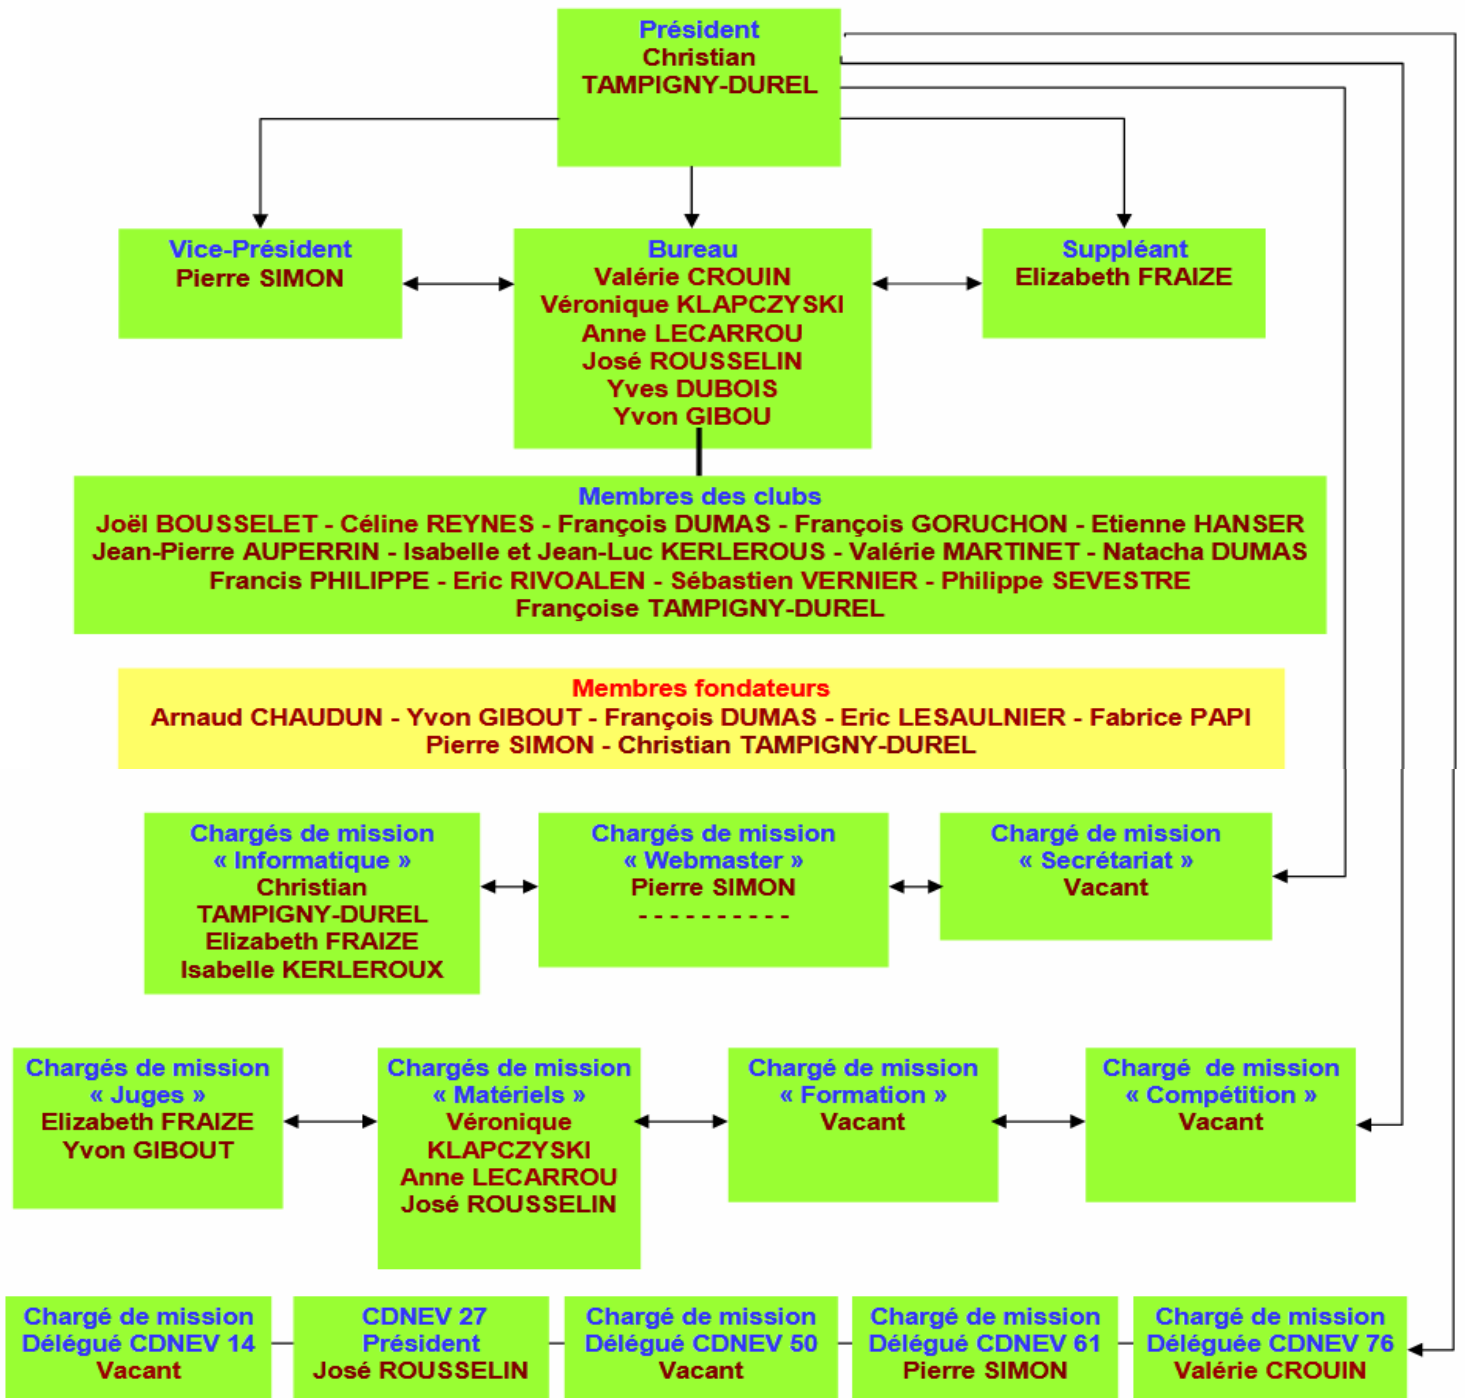 Président
Christian
TAMPIGNY-DUREL
Vice-Président
Pierre SIMON
Bureau
Valérie CROUIN
Véronique KLAPCZYSKI
Anne LECARROU
José ROUSSELIN
Yves DUBOIS
Yvon GIBOU
Suppléant
Elizabeth FRAIZE
Membres des clubs
Joël BOUSSELET - Céline REYNES - François DUMAS - François GORUCHON - Etienne HANSER
Jean-Pierre AUPERRIN - Isabelle et Jean-Luc KERLEROUS - Valérie MARTINET - Natacha DUMAS
Francis PHILIPPE - Eric RIVOALEN - Sébastien VERNIER - Philippe SEVESTRE
Françoise TAMPIGNY-DUREL
Membres fondateurs
Arnaud CHAUDUN - Yvon GIBOUT - François DUMAS - Eric LESAULNIER - Fabrice PAPI
Pierre SIMON - Christian TAMPIGNY-DUREL
Chargés de mission
« Informatique »
Christian
TAMPIGNY-DUREL
Elizabeth FRAIZE
Isabelle KERLEROUX
Chargés de mission
« Webmaster »
Pierre SIMON
- - - - - - - - - -
Chargé de mission
« Secrétariat »
Vacant
Chargés de mission
« Juges »
Elizabeth FRAIZE
Yvon GIBOUT
Chargés de mission
« Matériels »
Véronique
KLAPCZYSKI
Anne LECARROU
José ROUSSELIN
Chargé de mission
« Formation »
Vacant
Chargé de mission
« Compétition »
Vacant
Chargé de mission
Délégué CDNEV 14
Vacant
CDNEV 27
Président
José ROUSSELIN
Chargé de mission
Délégué CDNEV 50
Vacant
Chargé de mission
Délégué CDNEV 61
Pierre SIMON
Chargé de mission
Déléguée CDNEV 76
Valérie CROUIN